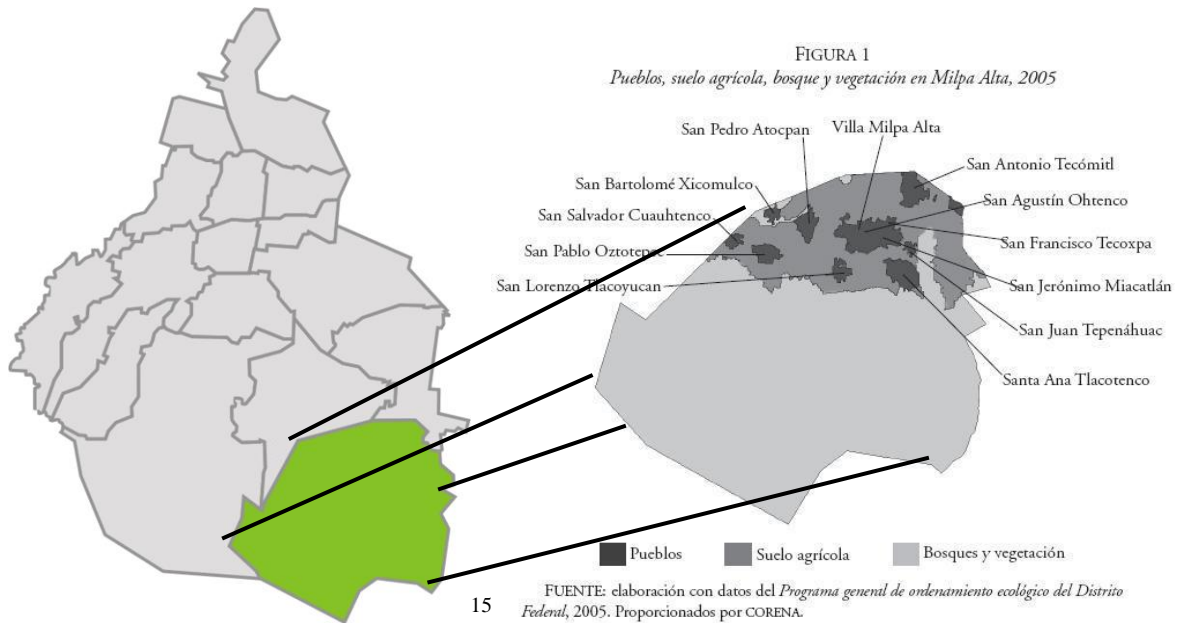 FIGURA 1
Pueblos, suelo agrícola, bosque y vegetación en Milpa Alta, 2005
San Pedro Atocpan
Villa Milpa Alta
San Antonio Tecómitl
San Bartolomé Xicomulco
San Agustín Ohtenco
San Salvador Cuauhtenco
San Francisco Tecoxpa
San Pablo Oztotepec
San Lorenzo Tlacoyucan
San Jerónimo Miacatlán
San Juan Tepenáhuac
Santa Ana Tlacotenco
Pueblos
Suelo agrícola
Bosques y vegetación
FUENTE: elaboración con datos del Programa general de ordenamiento ecológico del Distrito
Federal, 2005. Proporcionados por CORENA.
15